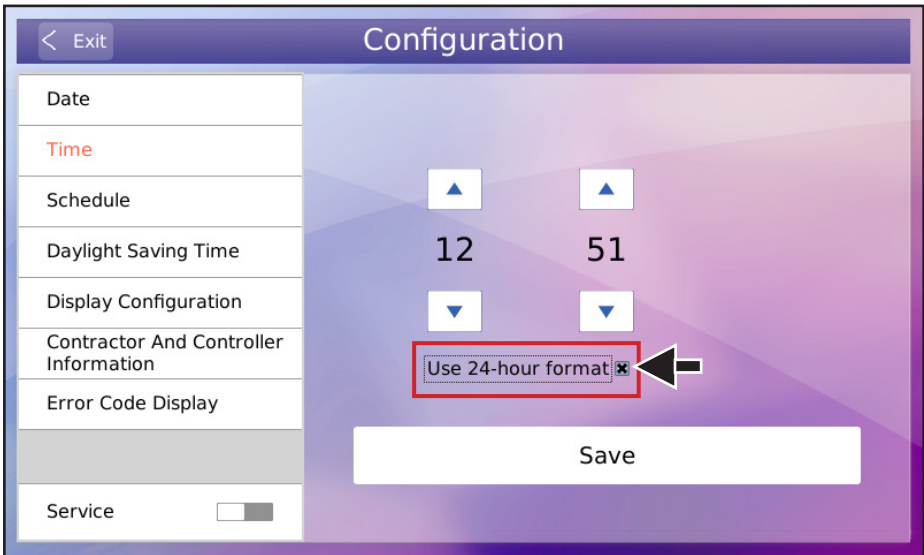 Exit
Configuration
Date
Time
Schedule
Daylight Saving Time
Display Configuration
Contractor And Controller
Information
Error Code Display
Service
12 51
Use 24-hour format
Save